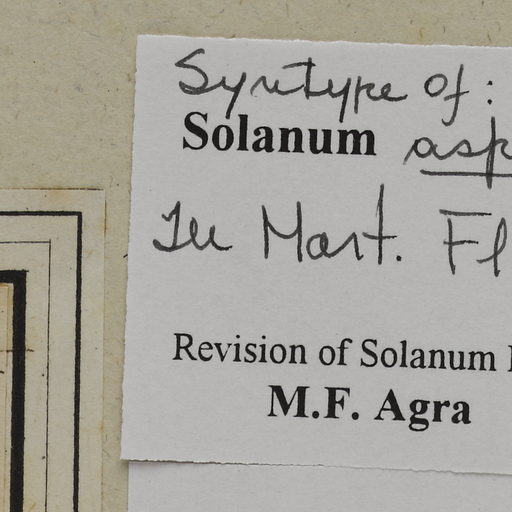 Syntype of:
Solanum asp
In Mart. Fl
Revision of Solanum
M.F. Agra